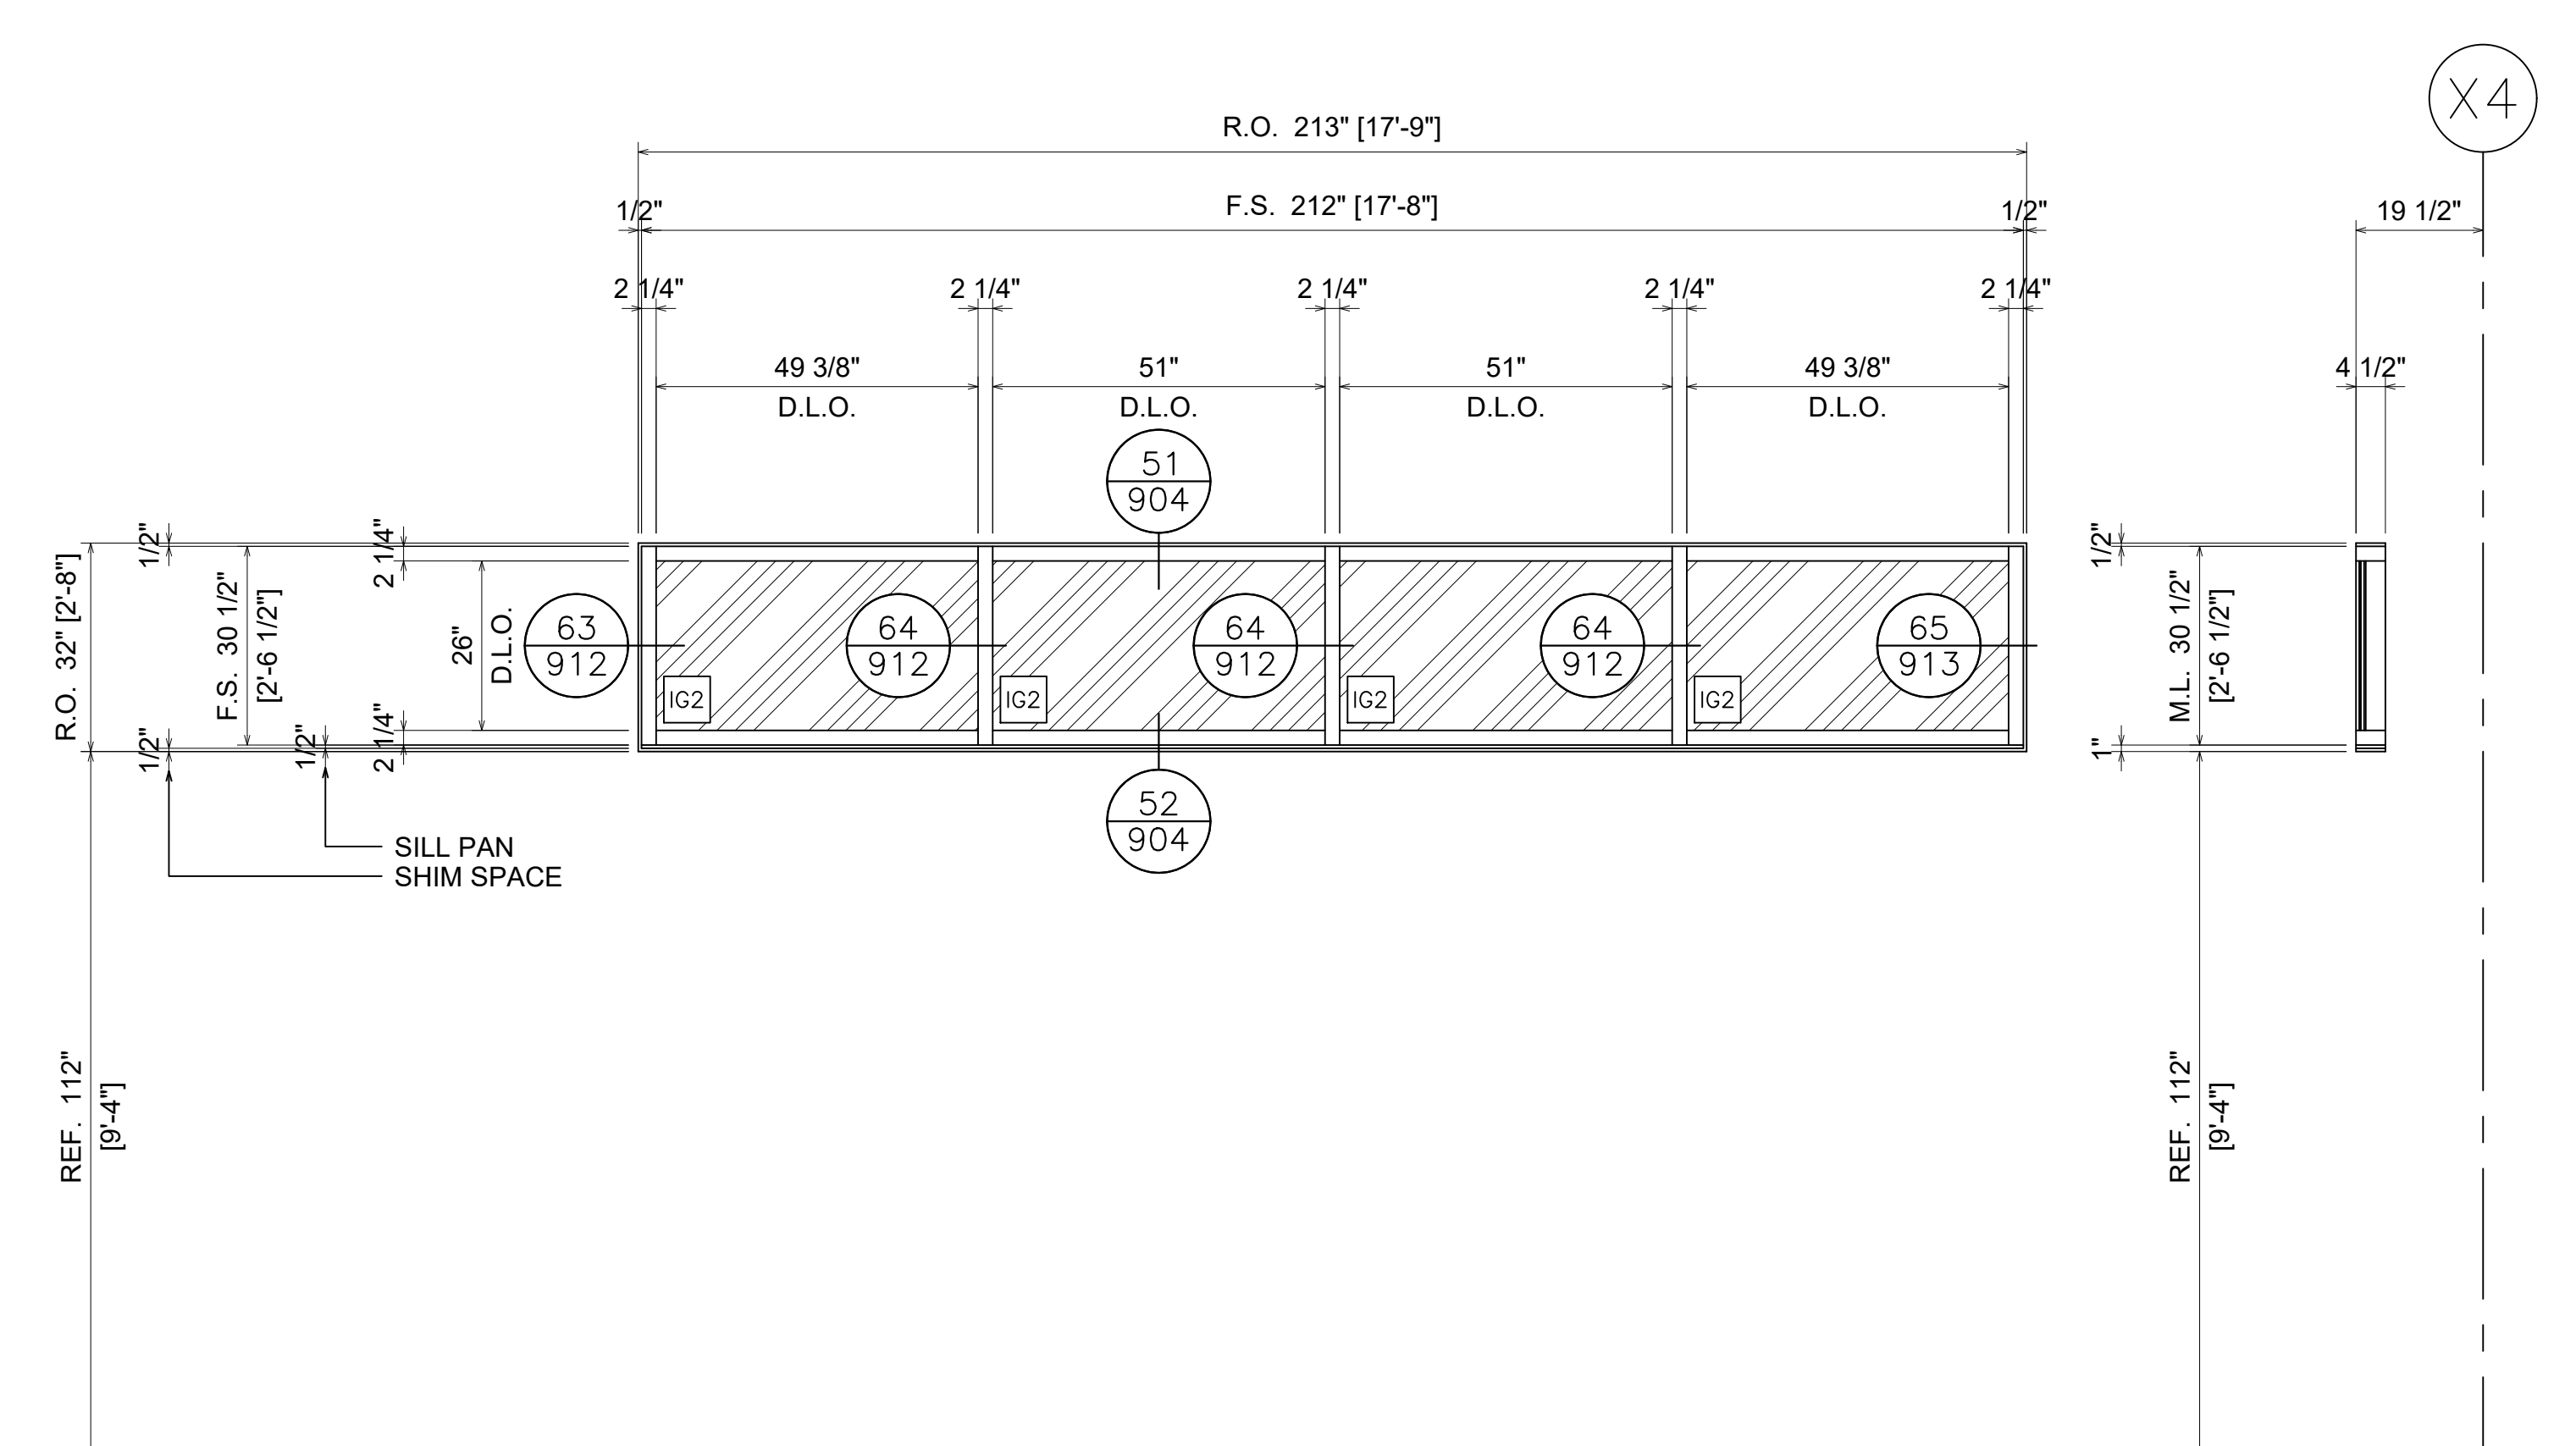 X4
R.O. 213" [17'-9"]
1/2" F.S. 212" [17'-8"] 1/2" 19 1/2"
2 1/4" 2 1/4" 2 1/4" 2 1/4" 2 1/4"
49 3/8" 51" 51" 49 3/8" 4 1/2"
D.L.O. D.L.O. D.L.O. D.L.O.
51
904
R.O. 32" [2'-8"]
1/2"
1/2"
F.S. 30 1/2"
[2'-6 1/2"]
1/2"
2 1/4"
2 1/4"
26"
D.L.O.
63
912
64
912
64
912
64
912
65
913
IG2 IG2 IG2 IG2
1/2"
1"
M.L. 30 1/2"
[2'-6 1/2"]
52
904
SILL PAN
SHIM SPACE
REF. 112"
[9'-4"]
REF. 112"
[9'-4"]